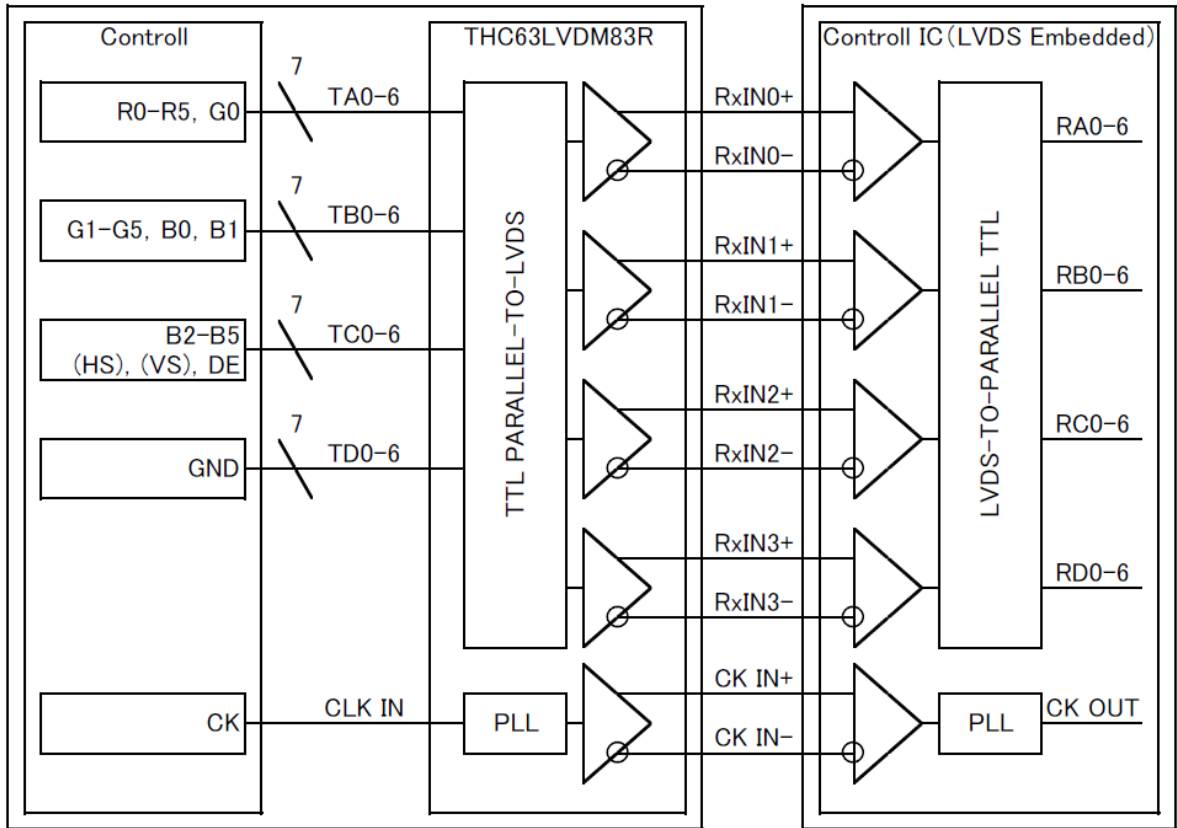 Controll
THC63LVDM83R
Controll IC(LVDS Embedded)
R0-R5, G0
7
TA0-6
G1-G5, B0, B1
7
TB0-6
B2-B5
(HS), (VS), DE
7
TC0-6
GND
7
TD0-6
CK
CLK IN
TTL PARALLEL-TO-LVDS
PLL
RxIN0+
RxIN0-
RxIN1+
RxIN1-
RxIN2+
RxIN2-
RxIN3+
RxIN3-
CK IN+
CK IN-
LVDS-TO-PARALLEL TTL
PLL
RA0-6
RB0-6
RC0-6
RD0-6
CK OUT